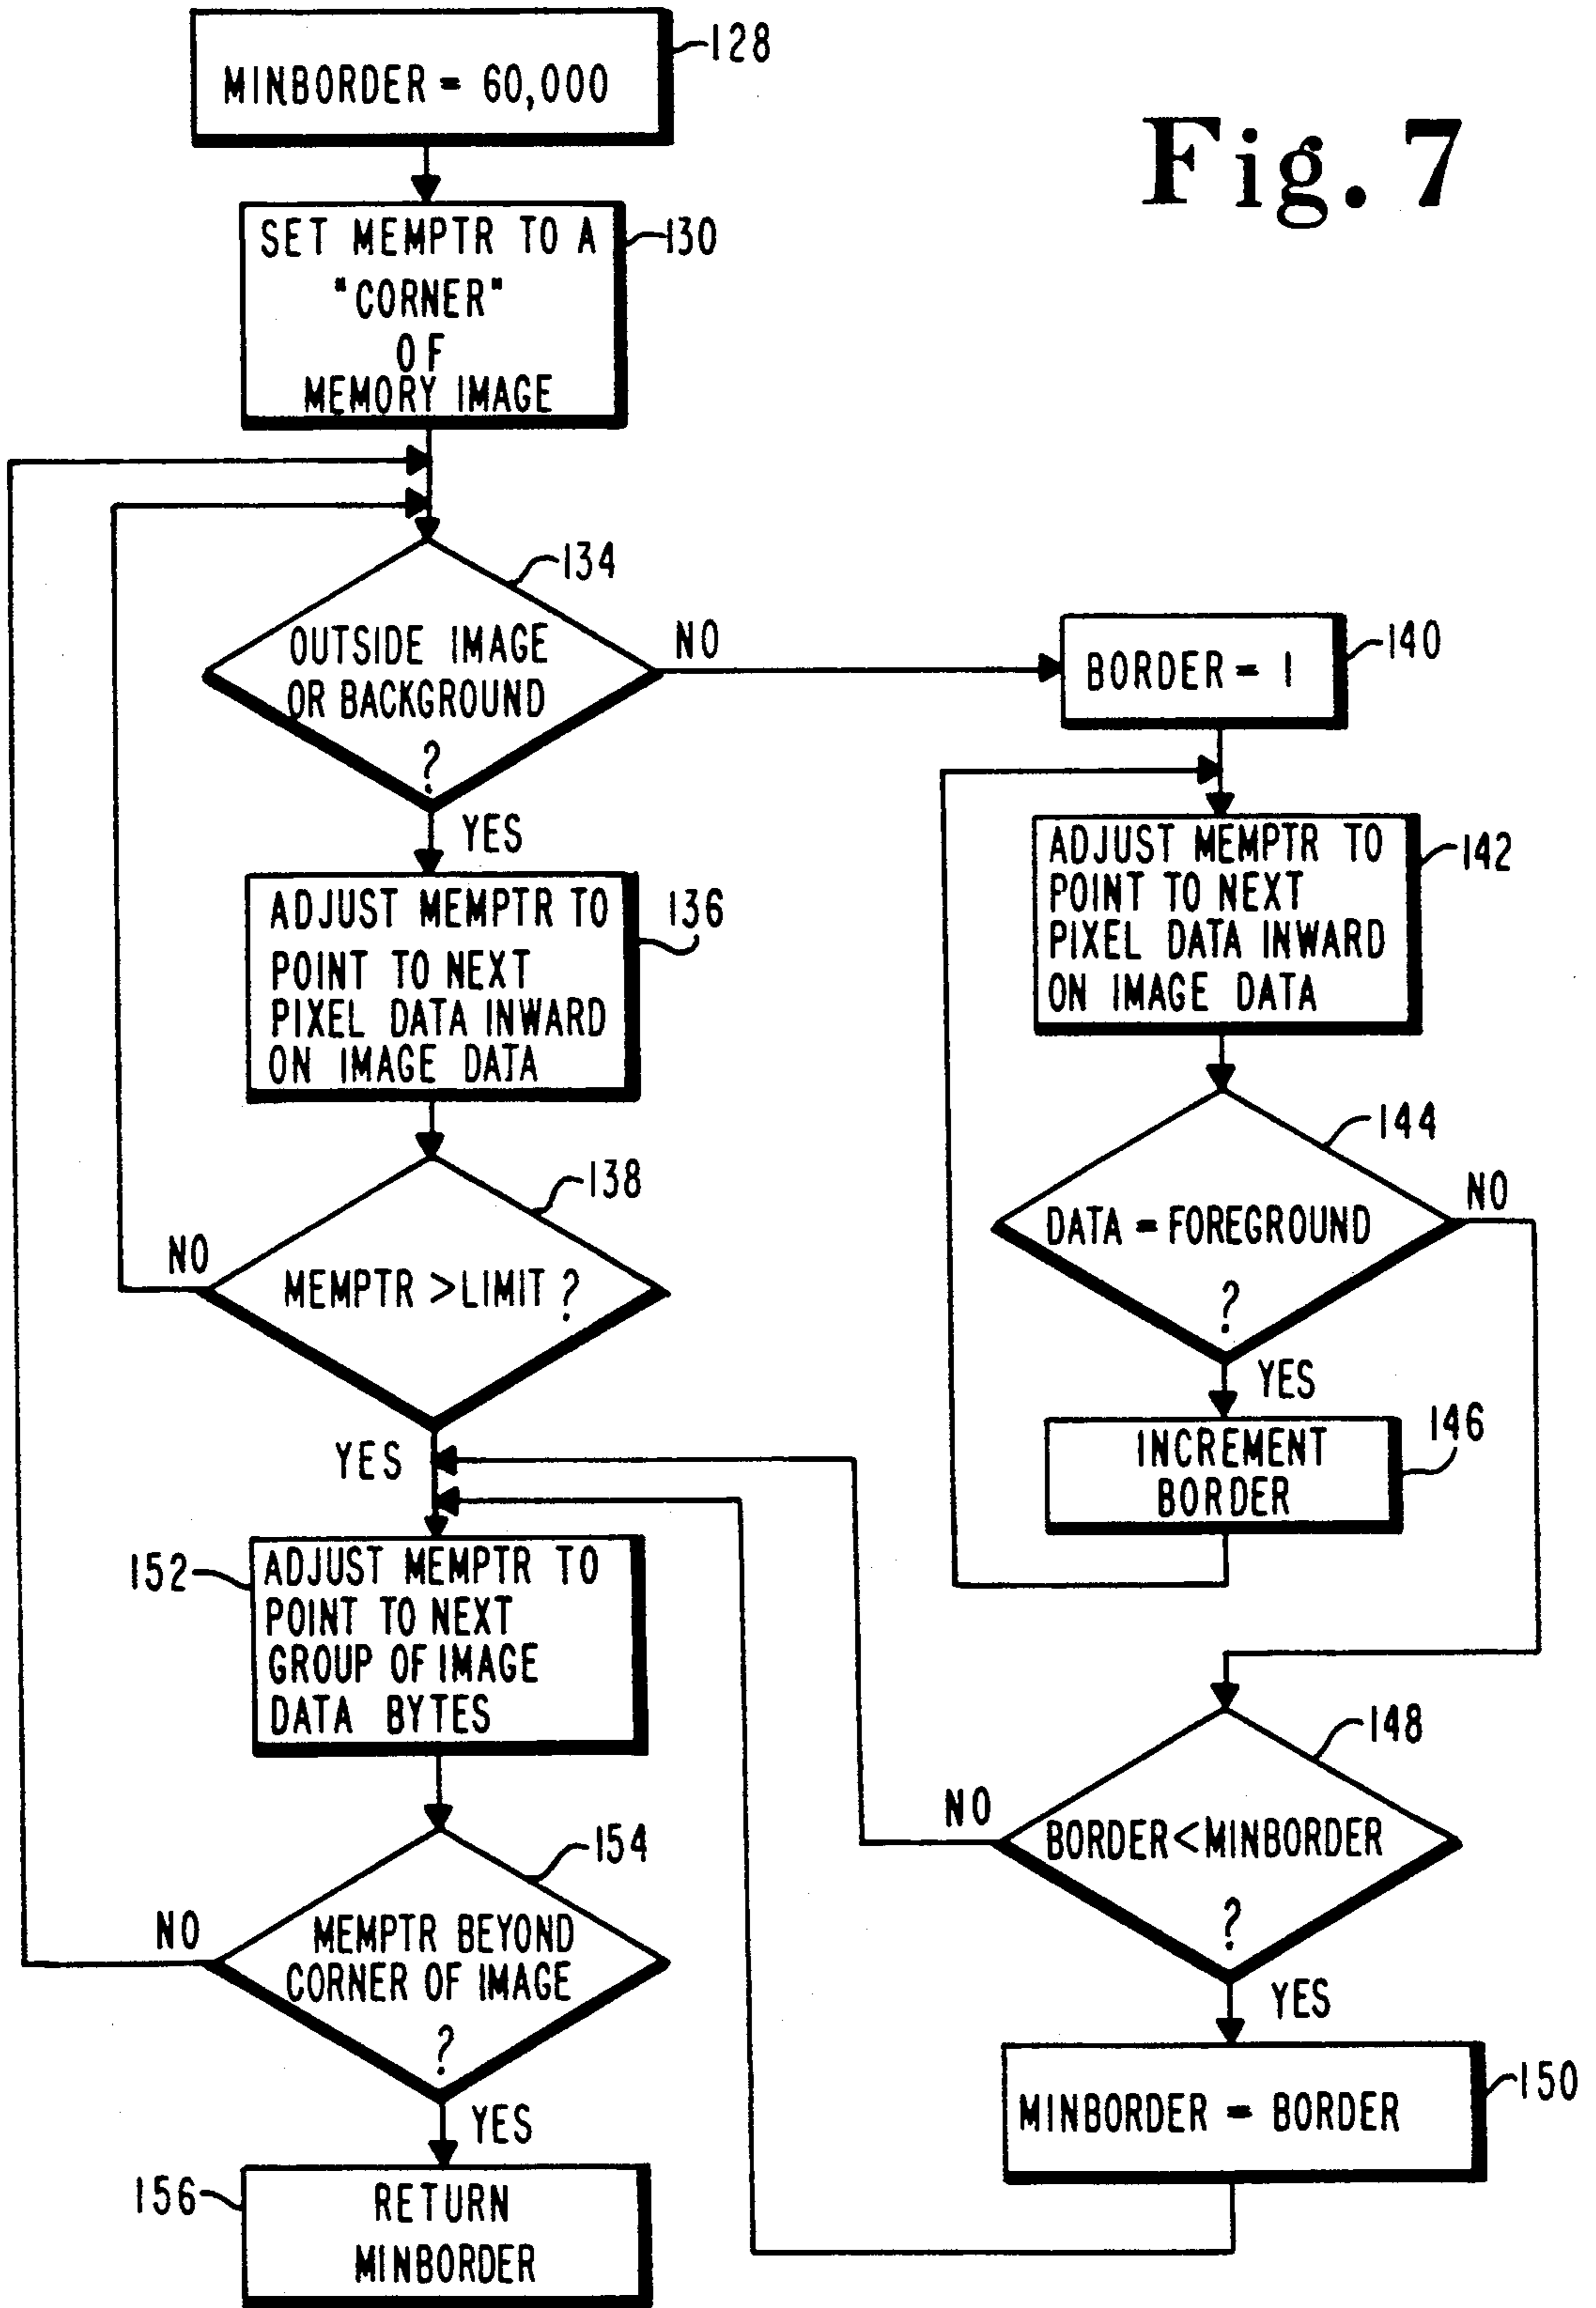 Fig. 7
MINBORDER = 60,000
128
SET MEMPTR TO A
"CORNER"
OF
MEMORY IMAGE
130
OUTSIDE IMAGE
OR BACKGROUND
?
134
NO
YES
BORDER = 1
140
ADJUST MEMPTR TO
POINT TO NEXT
PIXEL DATA INWARD
ON IMAGE DATA
136
ADJUST MEMPTR TO
POINT TO NEXT
PIXEL DATA INWARD
ON IMAGE DATA
142
MEMPTR > LIMIT ?
138
NO
YES
DATA = FOREGROUND
?
144
NO
YES
INCREMENT
BORDER
146
152
ADJUST MEMPTR TO
POINT TO NEXT
GROUP OF IMAGE
DATA BYTES
BORDER < MINBORDER
?
148
NO
YES
MEMPTR BEYOND
CORNER OF IMAGE
?
154
NO
YES
MINBORDER = BORDER
150
156
RETURN
MINBORDER